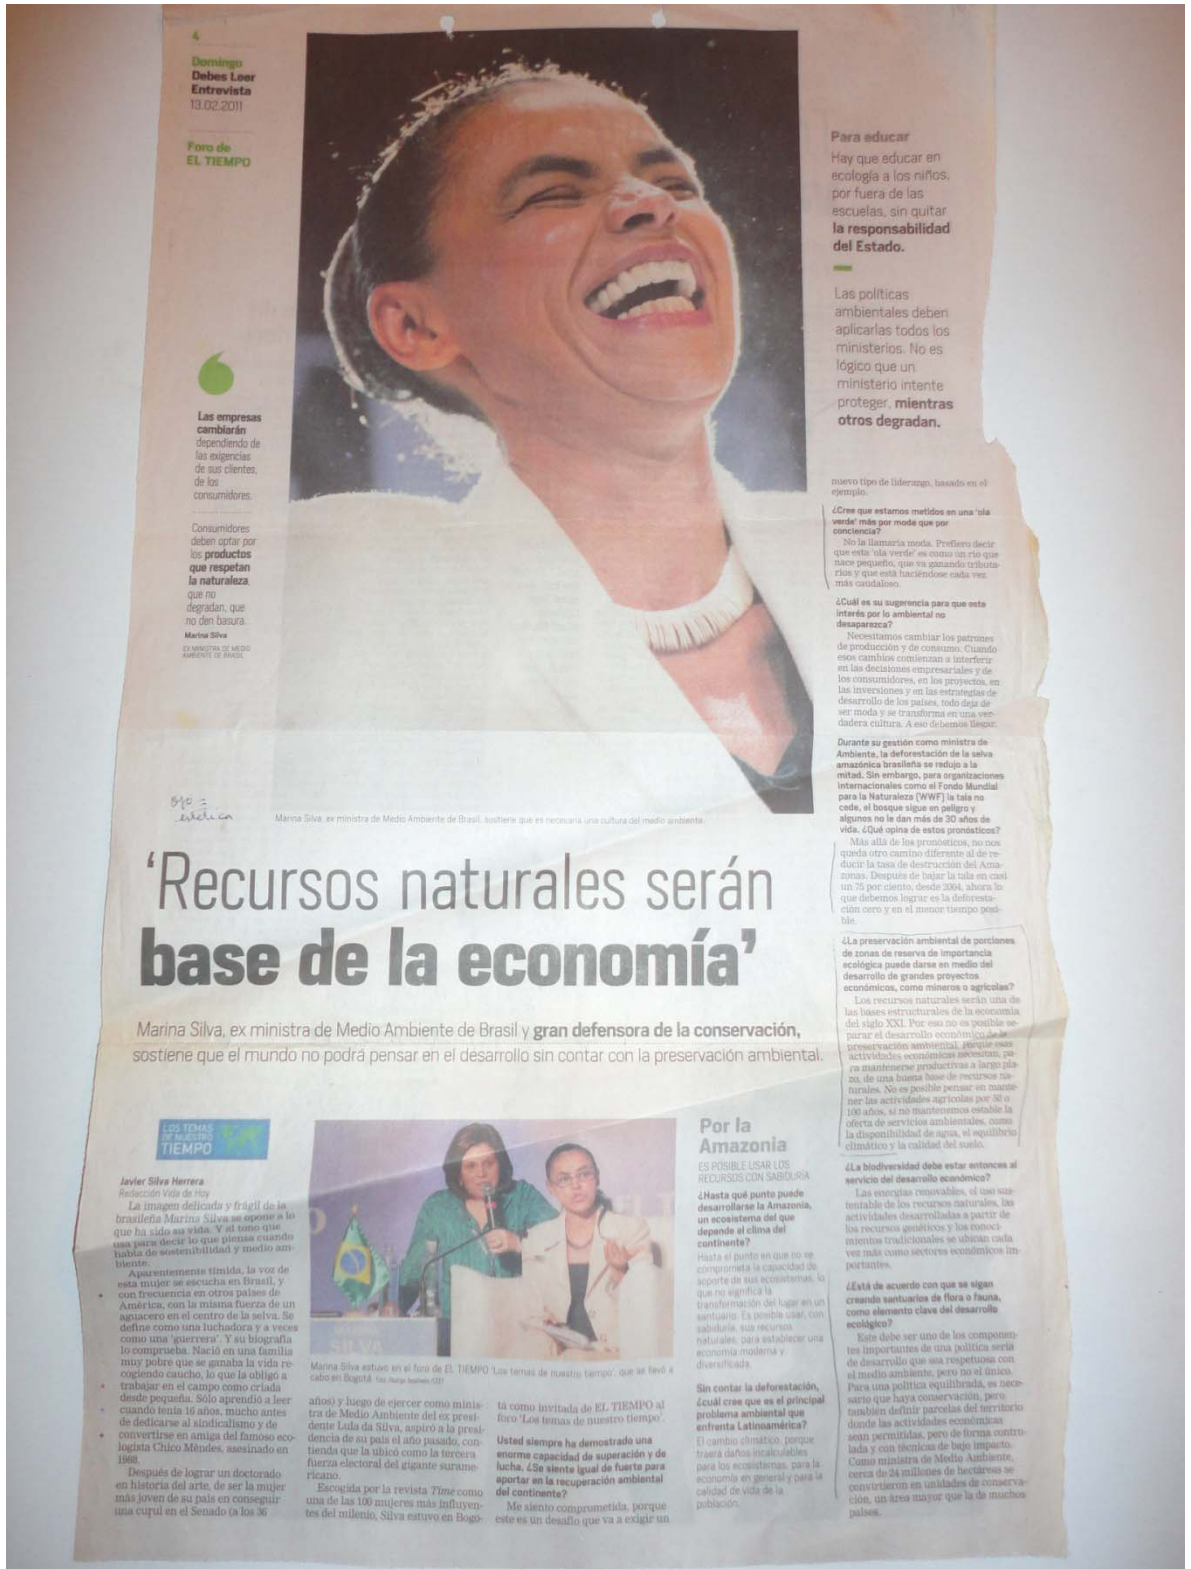 4
Domingo
Debes Leer
Entrevista
13.02.2011
Foro de
EL TIEMPO
Las empresas
cambiarán
dependiendo de
las exigencias
de sus clientes,
de los
consumidores.
Consumidores
deben optar por
los productos
que respetan
la naturaleza,
que no
degradan, que
no den basura.
Marina Silva
EX MINISTRA DE MEDIO
AMBIENTE DE BRASIL
Para educar
Hay que educar en
ecología a los niños,
por fuera de las
escuelas, sin quitar
la responsabilidad
del Estado.
Las políticas
ambientales deben
aplicarlas todos los
ministerios. No es
lógico que un
ministerio intente
proteger, mientras
otros degradan.
ojo =
estética
Marina Silva, ex ministra de Medio Ambiente de Brasil, sostiene que es necesaria una cultura del medio ambiente.
'Recursos naturales serán
base de la economía'
Marina Silva, ex ministra de Medio Ambiente de Brasil y gran defensora de la conservación,
sostiene que el mundo no podrá pensar en el desarrollo sin contar con la preservación ambiental.
LOS TEMAS
DE NUESTRO
TIEMPO
Javier Silva Herrera
Redacción Vida de Hoy
La imagen delicada y frágil de la
brasileña Marina Silva se opone a lo
que ha sido su vida. Y al tono que
usa para decir lo que piensa cuando
habla de sostenibilidad y medio am-
biente.
Aparentemente tímida, la voz de
esta mujer se escucha en Brasil, y
con frecuencia en otros países de
América, con la misma fuerza de un
aguacero en el centro de la selva. Se
define como una luchadora y a veces
como una 'guerrera'. Y su biografía
lo comprueba. Nació en una familia
muy pobre que se ganaba la vida re-
cogiendo caucho, lo que la obligó a
trabajar en el campo como criada
desde pequeña. Sólo aprendió a leer
cuando tenía 16 años, mucho antes
de dedicarse al sindicalismo y de
convertirse en amiga del famoso eco-
logista Chico Méndes, asesinado en
1988.
Después de lograr un doctorado
en historia del arte, de ser la mujer
más joven de su país en conseguir
una curul en el Senado (a los 36
SILVA
Marina Silva estuvo en el foro de EL TIEMPO 'Los temas de nuestro tiempo', que se llevó a
cabo en Bogotá.
años) y luego de ejercer como minis-
tra de Medio Ambiente del ex presi-
dente Lula da Silva, aspiró a la presi-
dencia de su país el año pasado, con-
tienda que la ubicó como la tercera
fuerza electoral del gigante surame-
ricano.
Escogida por la revista Time como
una de las 100 mujeres más influyen-
tes del milenio, Silva estuvo en Bogo-
tá como invitada de EL TIEMPO al
foro 'Los temas de nuestro tiempo'.
Usted siempre ha demostrado una
enorme capacidad de superación y de
lucha. ¿Se siente igual de fuerte para
aportar en la recuperación ambiental
del continente?
Me siento comprometida, porque
este es un desafío que va a exigir un
Por la
Amazonia
ES POSIBLE USAR LOS
RECURSOS CON SABIDURÍA
¿Hasta qué punto puede
desarrollarse la Amazonia,
un ecosistema del que
depende el clima del
continente?
Hasta el punto en que no se
comprometa la capacidad de
soporte de sus ecosistemas, lo
que no significa la
transformación del lugar en un
santuario. Es posible usar, con
sabiduría, sus recursos
naturales, para establecer una
economía moderna y
diversificada.
Sin contar la deforestación,
¿cuál cree que es el principal
problema ambiental que
enfrenta Latinoamérica?
El cambio climático, porque
traerá daños incalculables
para los ecosistemas, para la
economía en general y para la
calidad de vida de la
población.
nuevo tipo de liderazgo, basado en el
ejemplo.
¿Cree que estamos metidos en una 'ola
verde' más por moda que por
conciencia?
No la llamaría moda. Prefiero decir
que esta 'ola verde' es como un río que
nace pequeño, que va ganando tributa-
rios y que está haciéndose cada vez
más caudaloso.
¿Cuál es su sugerencia para que este
interés por lo ambiental no
desaparezca?
Necesitamos cambiar los patrones
de producción y de consumo. Cuando
esos cambios comienzan a interferir
en las decisiones empresariales y de
los consumidores, en los proyectos, en
las inversiones y en las estrategias de
desarrollo de los países, todo deja de
ser moda y se transforma en una ver-
dadera cultura. A eso debemos llegar.
Durante su gestión como ministra de
Ambiente, la deforestación de la selva
amazónica brasileña se redujo a la
mitad. Sin embargo, para organizaciones
internacionales como el Fondo Mundial
para la Naturaleza (WWF) la tala no
cede, el bosque sigue en peligro y
algunos no le dan más de 30 años de
vida. ¿Qué opina de estos pronósticos?
Más allá de los pronósticos, no nos
queda otro camino diferente al de re-
ducir la tasa de destrucción del Ama-
zonas. Después de bajar la tala en casi
un 75 por ciento, desde 2004, ahora lo
que debemos lograr es la deforesta-
ción cero y en el menor tiempo posi-
ble.
¿La preservación ambiental de porciones
de zonas de reserva de importancia
ecológica puede darse en medio del
desarrollo de grandes proyectos
económicos, como mineros o agrícolas?
Los recursos naturales serán una de
las bases estructurales de la economía
del siglo XXI. Por eso no es posible se-
parar el desarrollo económico de la
preservación ambiental. Porque esas
actividades económicas necesitan, pa-
ra mantenerse productivas a largo pla-
zo, de una buena base de recursos na-
turales. No es posible pensar en mante-
ner las actividades agrícolas por 50 o
100 años, si no mantenemos estable la
oferta de servicios ambientales, como
la disponibilidad de agua, el equilibrio
climático y la calidad del suelo.
¿La biodiversidad debe estar entonces al
servicio del desarrollo económico?
Las energías renovables, el uso sus-
tentable de los recursos naturales, las
actividades desarrolladas a partir de
los recursos genéticos y los conoci-
mientos tradicionales se ubican cada
vez más como sectores económicos im-
portantes.
¿Está de acuerdo con que se sigan
creando santuarios de flora o fauna,
como elemento clave del desarrollo
ecológico?
Este debe ser uno de los componen-
tes importantes de una política seria
de desarrollo que sea respetuosa con
el medio ambiente, pero no el único.
Para una política equilibrada, es nece-
sario que haya conservación, pero
también definir parcelas del territorio
donde las actividades económicas
sean permitidas, pero de forma contro-
lada y con técnicas de bajo impacto.
Como ministra de Medio Ambiente,
cerca de 24 millones de hectáreas se
convirtieron en unidades de conserva-
ción, un área mayor que la de muchos
países.